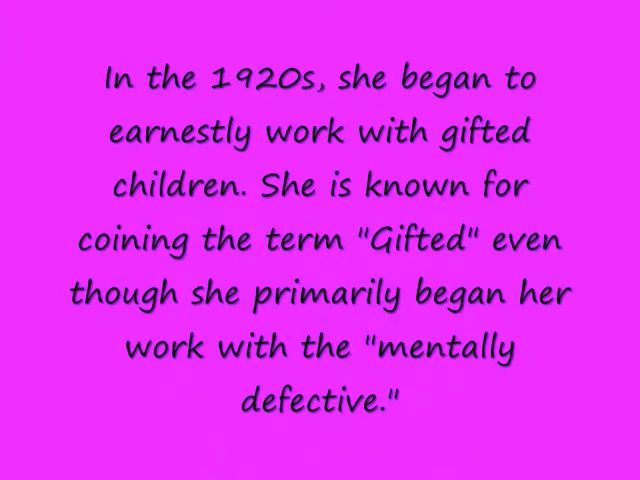 In the 1920s, she began to
earnestly work with gifted
children. She is known for
coining the term "Gifted" even
though she primarily began her
work with the "mentally
defective."